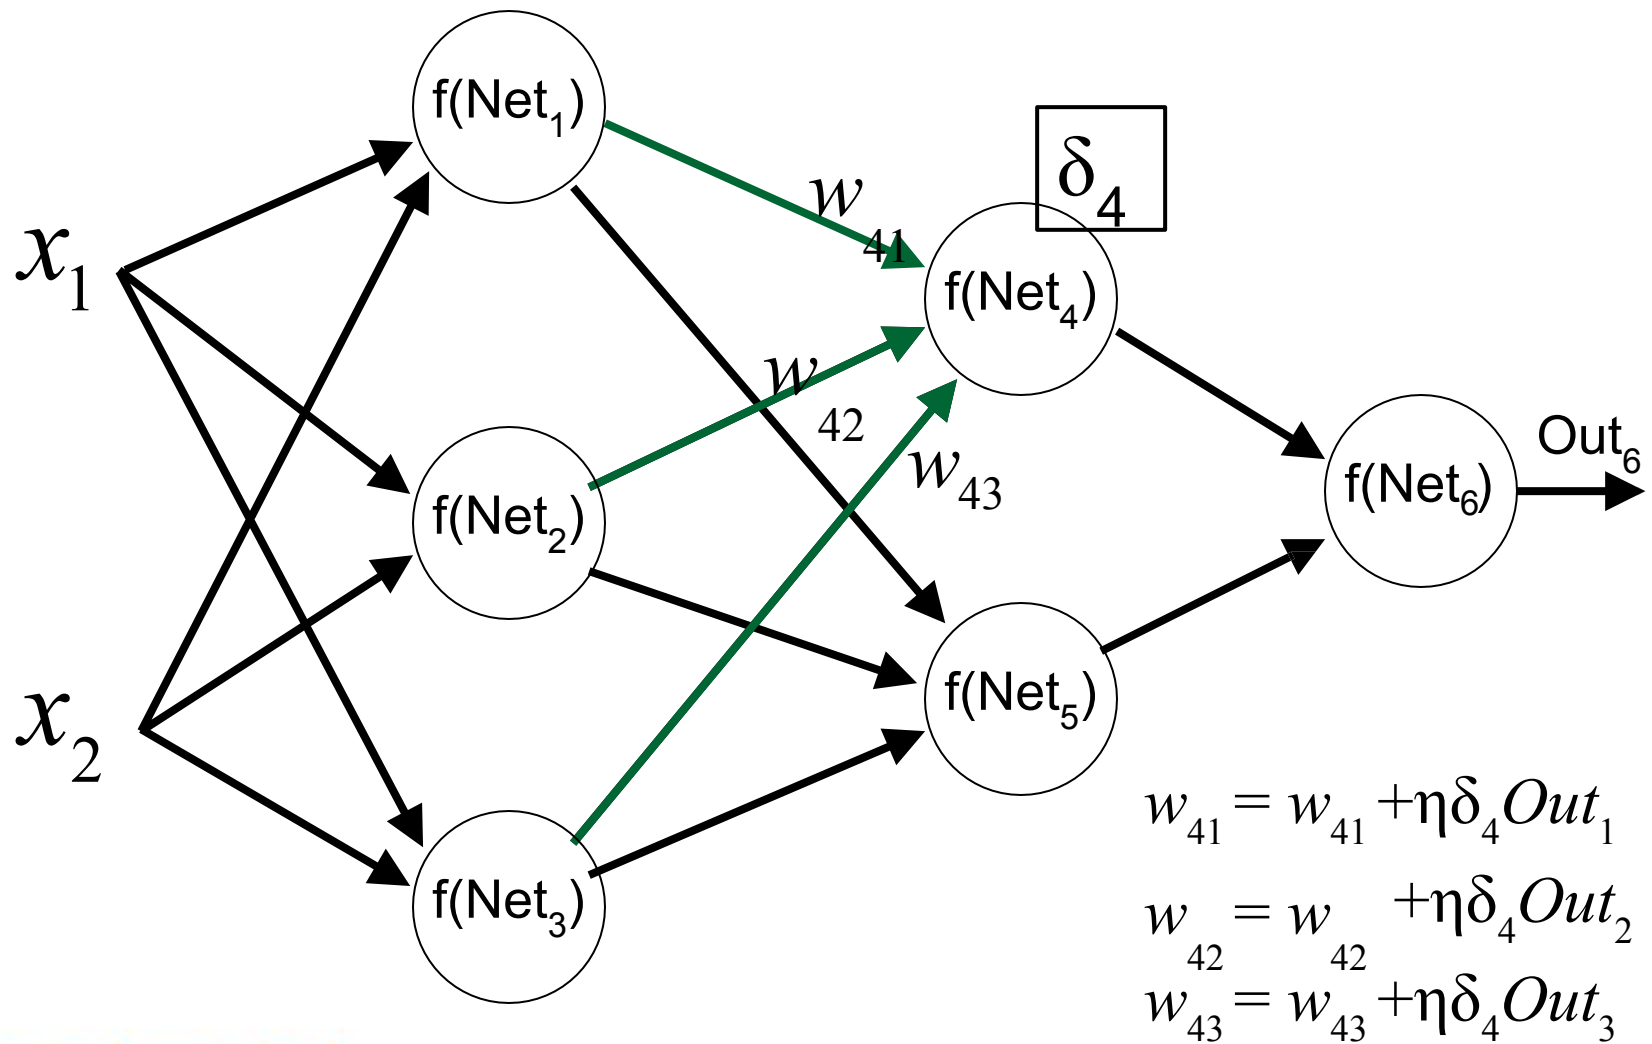 f(Net₁)
δ₄
w₄₁
x₁
f(Net₄)
w₄₂
Out₆
w₄₃
f(Net₆)
f(Net₂)
x₂
f(Net₅)
w₄₁ = w₄₁ +ηδ₄Out₁
f(Net₃)
w₄₂ = w₄₂ +ηδ₄Out₂
w₄₃ = w₄₃ +ηδ₄Out₃